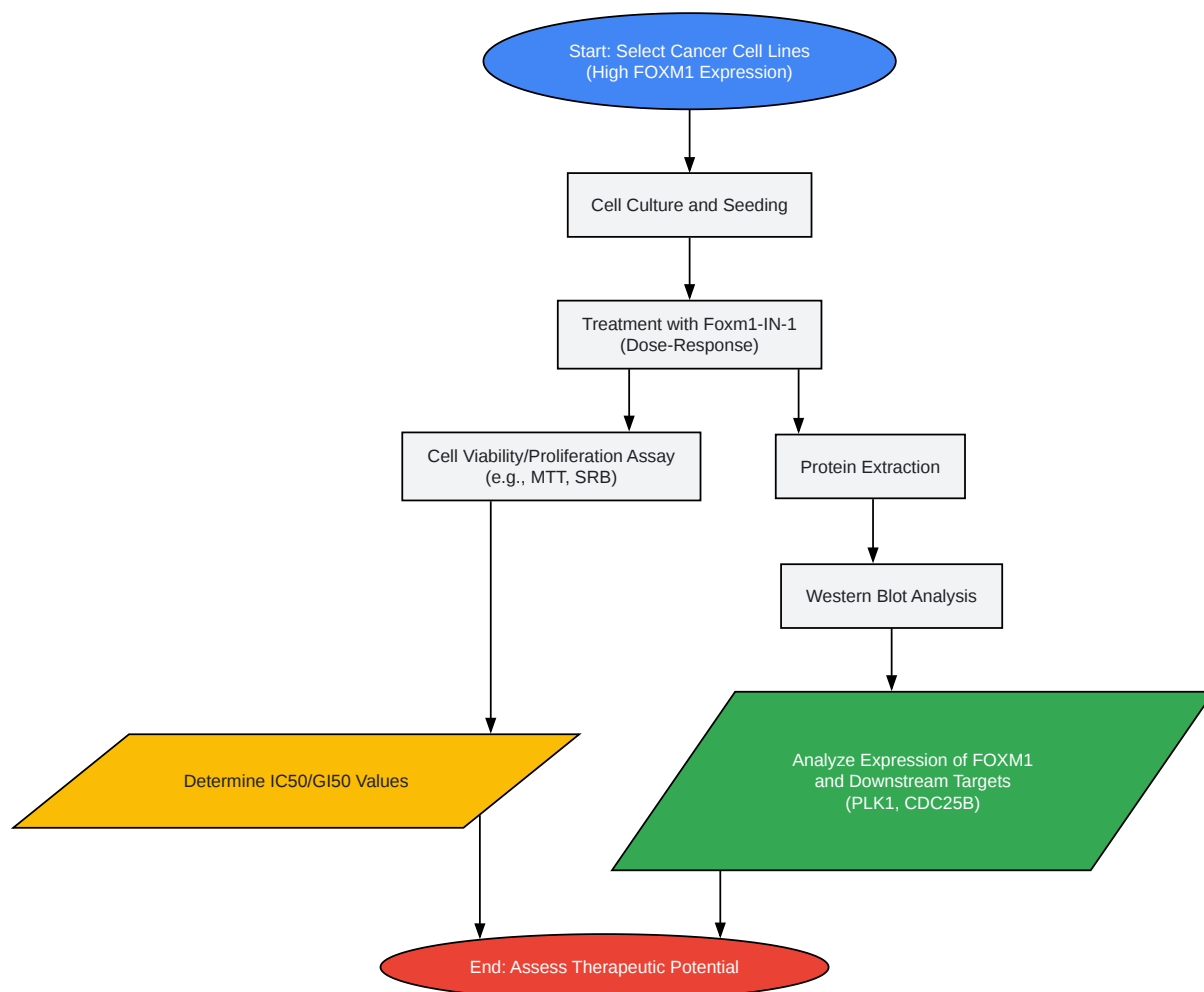 Start: Select Cancer Cell Lines
(High FOXM1 Expression)
Cell Culture and Seeding
Treatment with Foxm1-IN-1
(Dose-Response)
Cell Viability/Proliferation Assay
(e.g., MTT, SRB)
Protein Extraction
Western Blot Analysis
Determine IC50/GI50 Values
Analyze Expression of FOXM1
and Downstream Targets
(PLK1, CDC25B)
End: Assess Therapeutic Potential